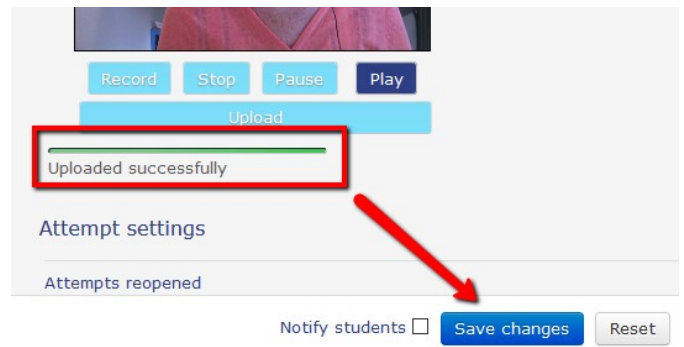 Record Stop Pause Play
Upload
Uploaded successfully
Attempt settings
Attempts reopened
Notify students Save changes Reset